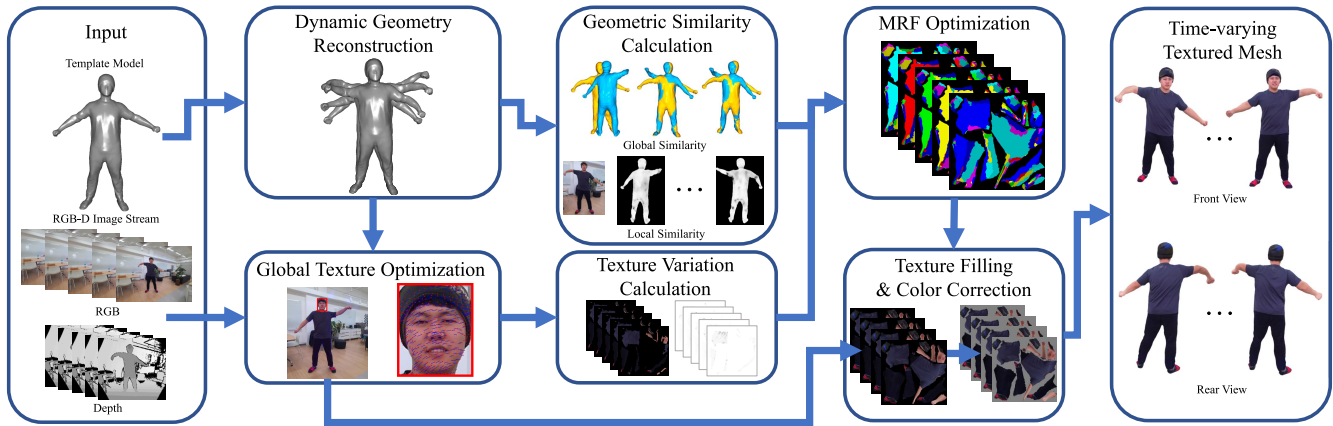 Input
Template Model
RGB-D Image Stream
RGB
Depth
Dynamic Geometry
Reconstruction
Global Texture Optimization
Geometric Similarity
Calculation
Global Similarity
Local Similarity
Texture Variation
Calculation
MRF Optimization
Texture Filling
& Color Correction
Time-varying
Textured Mesh
Front View
Rear View